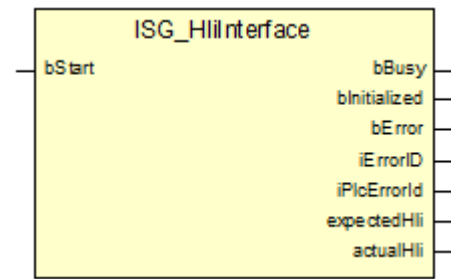 ISG_HliInterface
bStart
bBusy
bInitialized
bError
iErrorID
iPlcErrorId
expectedHli
actualHli